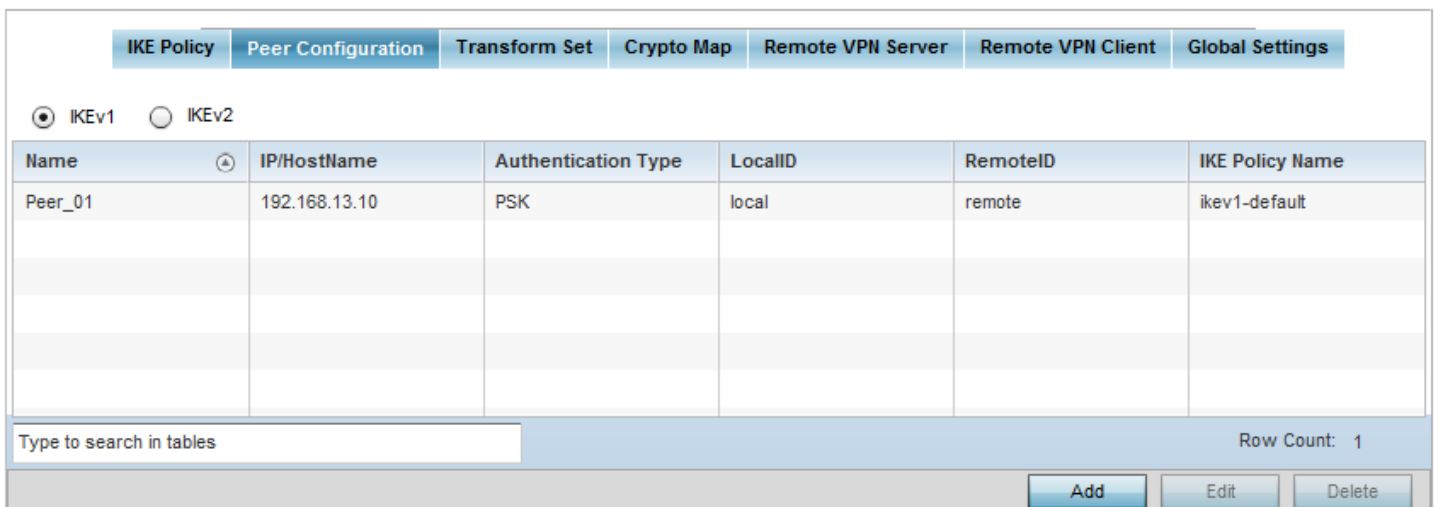 IKE Policy Peer Configuration Transform Set Crypto Map Remote VPN Server Remote VPN Client Global Settings
IKEv1 IKEv2
Name IP/HostName Authentication Type LocalID RemoteID IKE Policy Name
Peer_01 192.168.13.10 PSK local remote ikev1-default
Type to search in tables Row Count: 1
Add Edit Delete